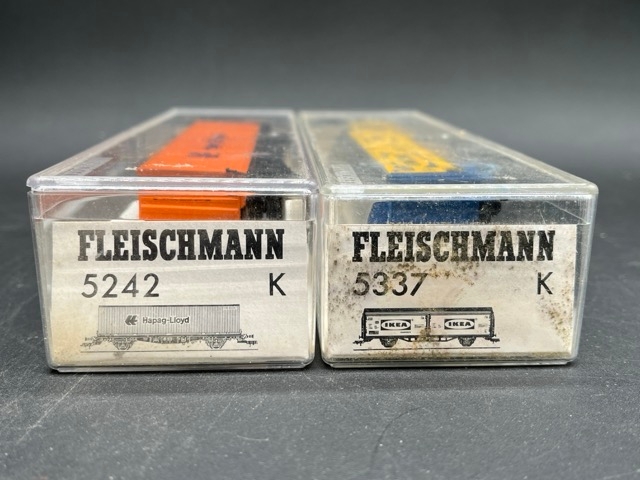 FLEISCHMANN
5242 K
Hapag-Lloyd
FLEISCHMANN
5337 K
IKEA IKEA